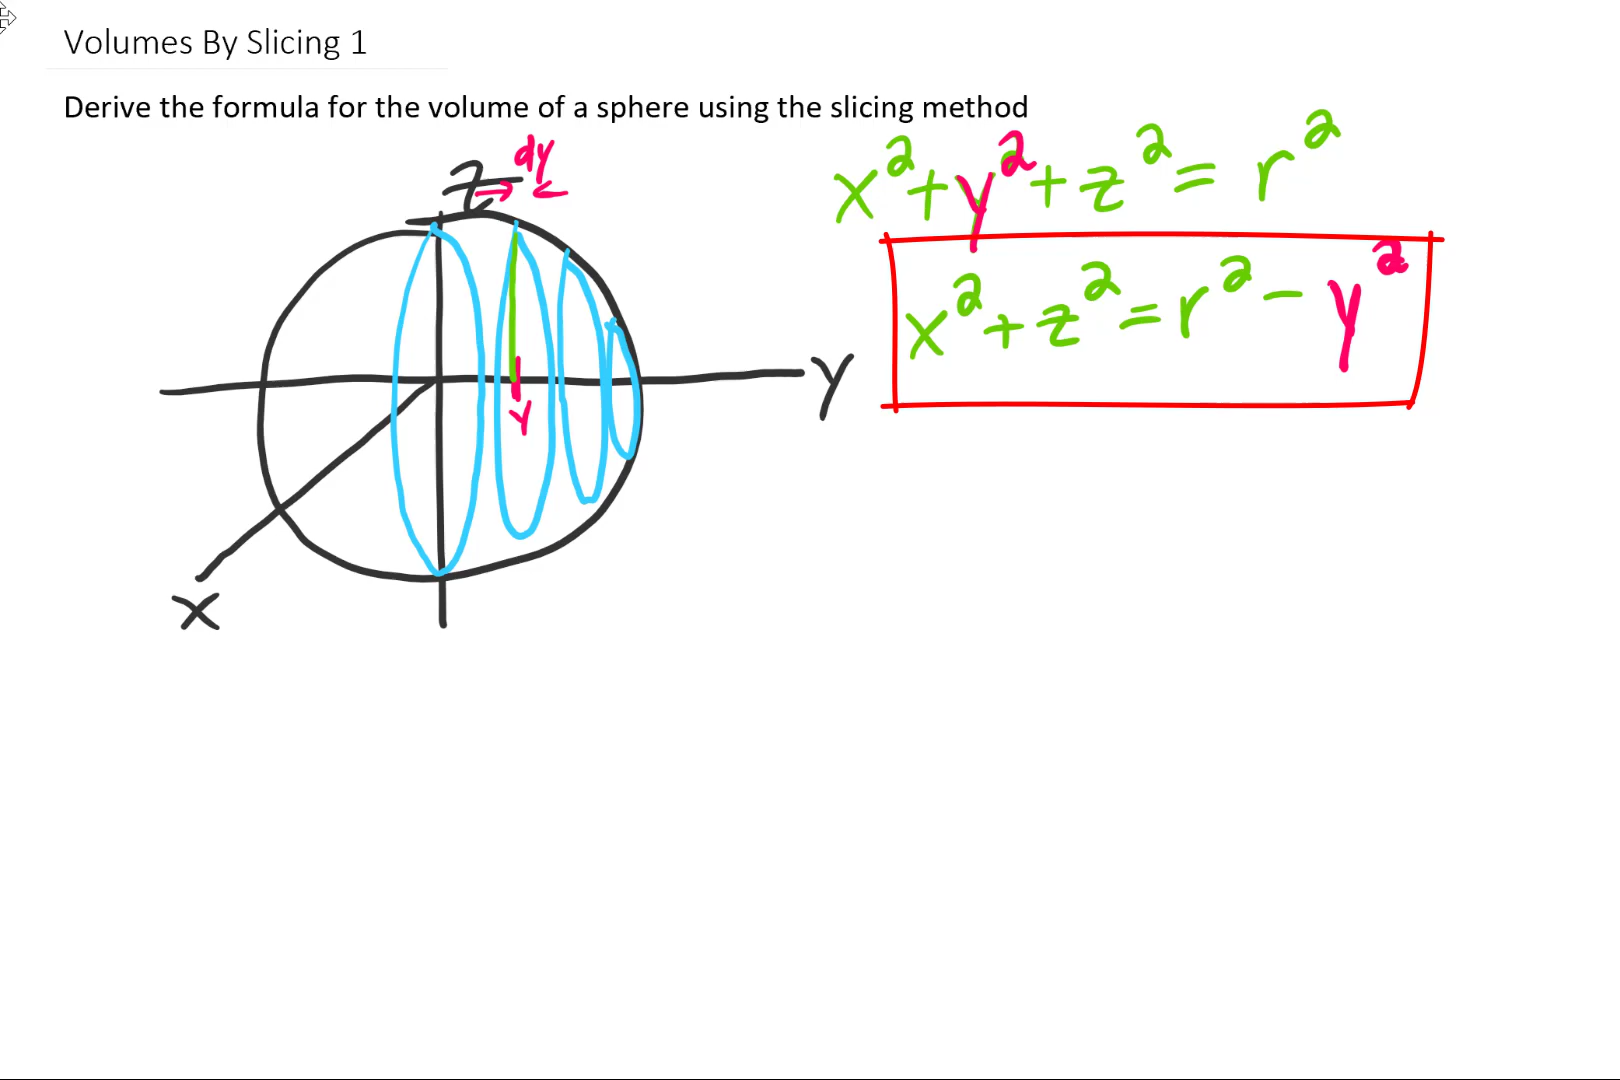 Volumes By Slicing 1
Derive the formula for the volume of a sphere using the slicing method
x² + y² + z² = r²
x² + z² = r² - y²
dy
z
y
y
x